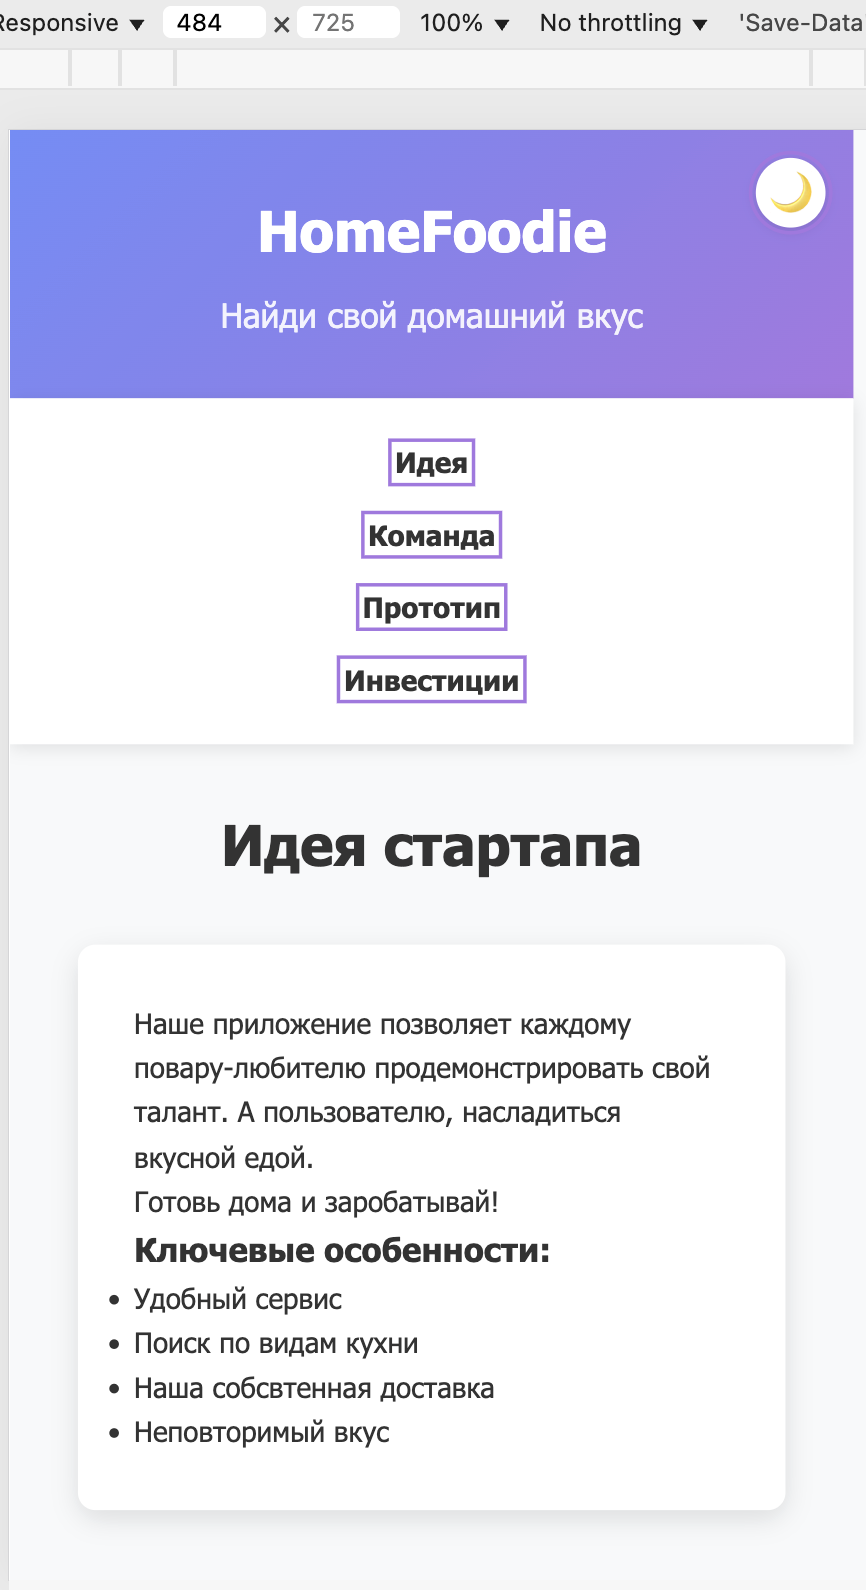 Responsive ▼ 484 × 725 100% ▼ No throttling ▼ 'Save-Data
HomeFoodie
Найди свой домашний вкус
Идея
Команда
Прототип
Инвестиции
Идея стартапа
Наше приложение позволяет каждому
повару-любителю продемонстрировать свой
талант. А пользователю, насладиться
вкусной едой.
Готовь дома и заробатывай!
Ключевые особенности:
• Удобный сервис
• Поиск по видам кухни
• Наша собсвтенная доставка
• Неповторимый вкус